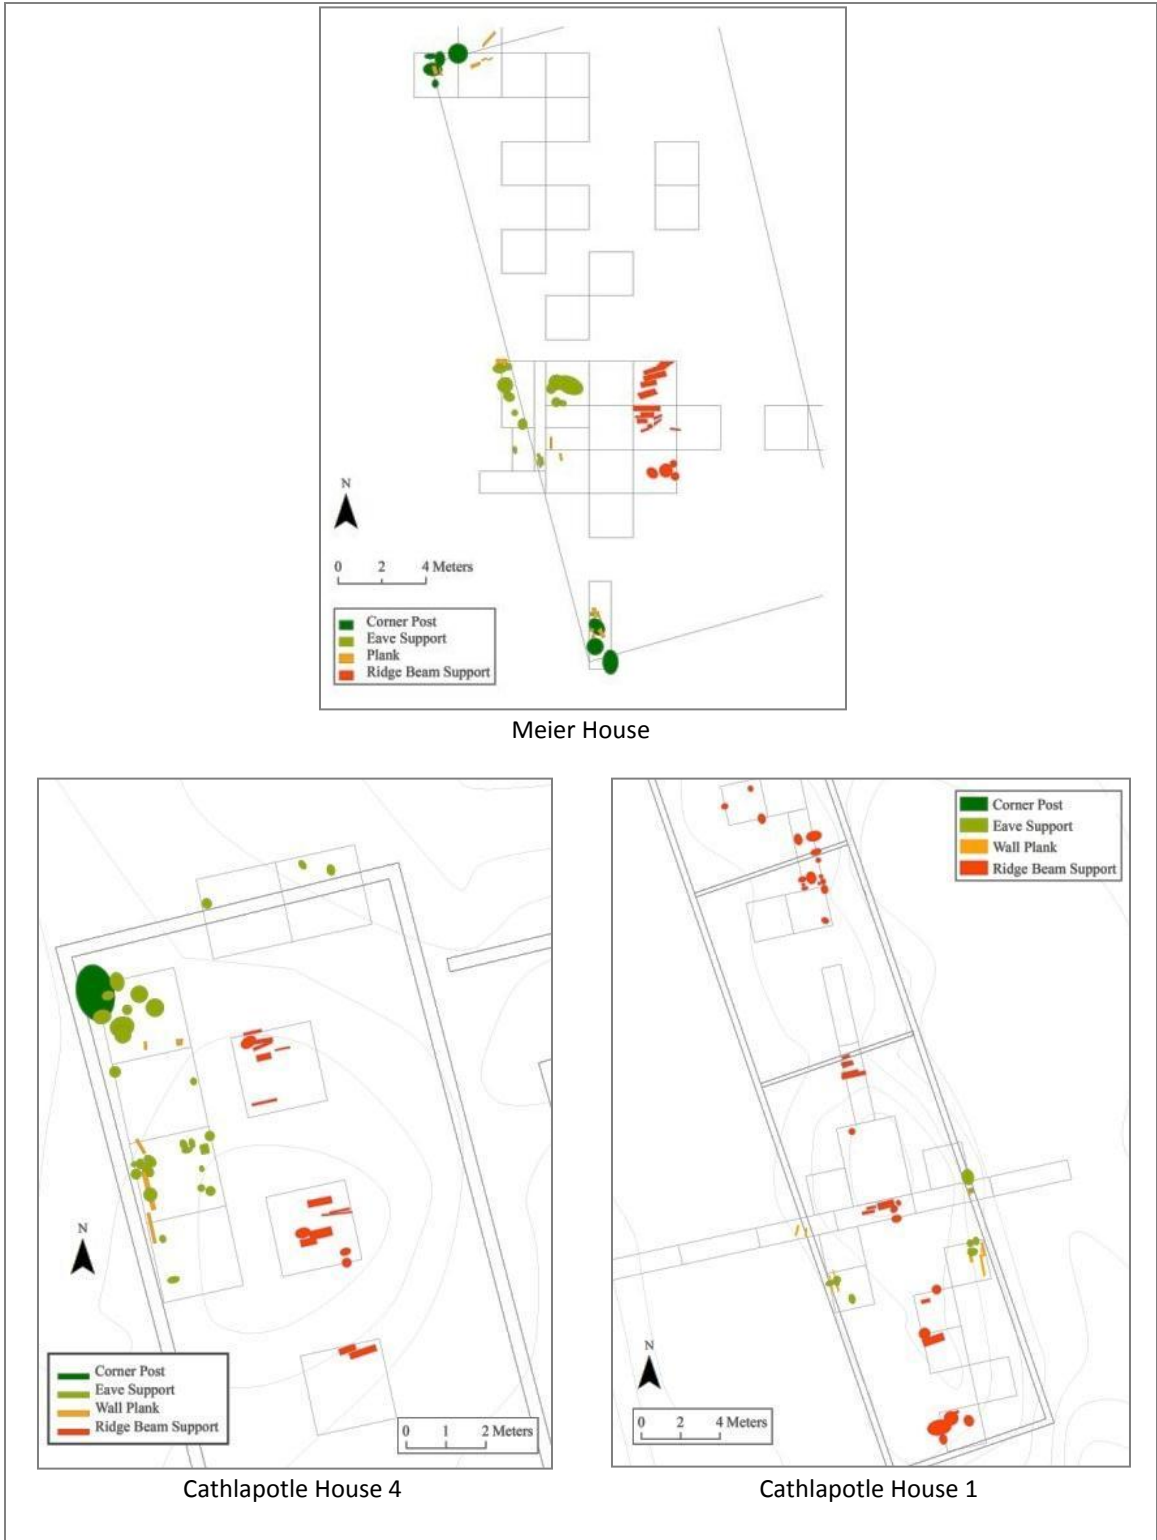 N
0 2 4 Meters
Corner Post
Eave Support
Plank
Ridge Beam Support
Meier House
N
Corner Post
Eave Support
Wall Plank
Ridge Beam Support
0 1 2 Meters
Cathlapotle House 4
Corner Post
Eave Support
Wall Plank
Ridge Beam Support
N
0 2 4 Meters
Cathlapotle House 1